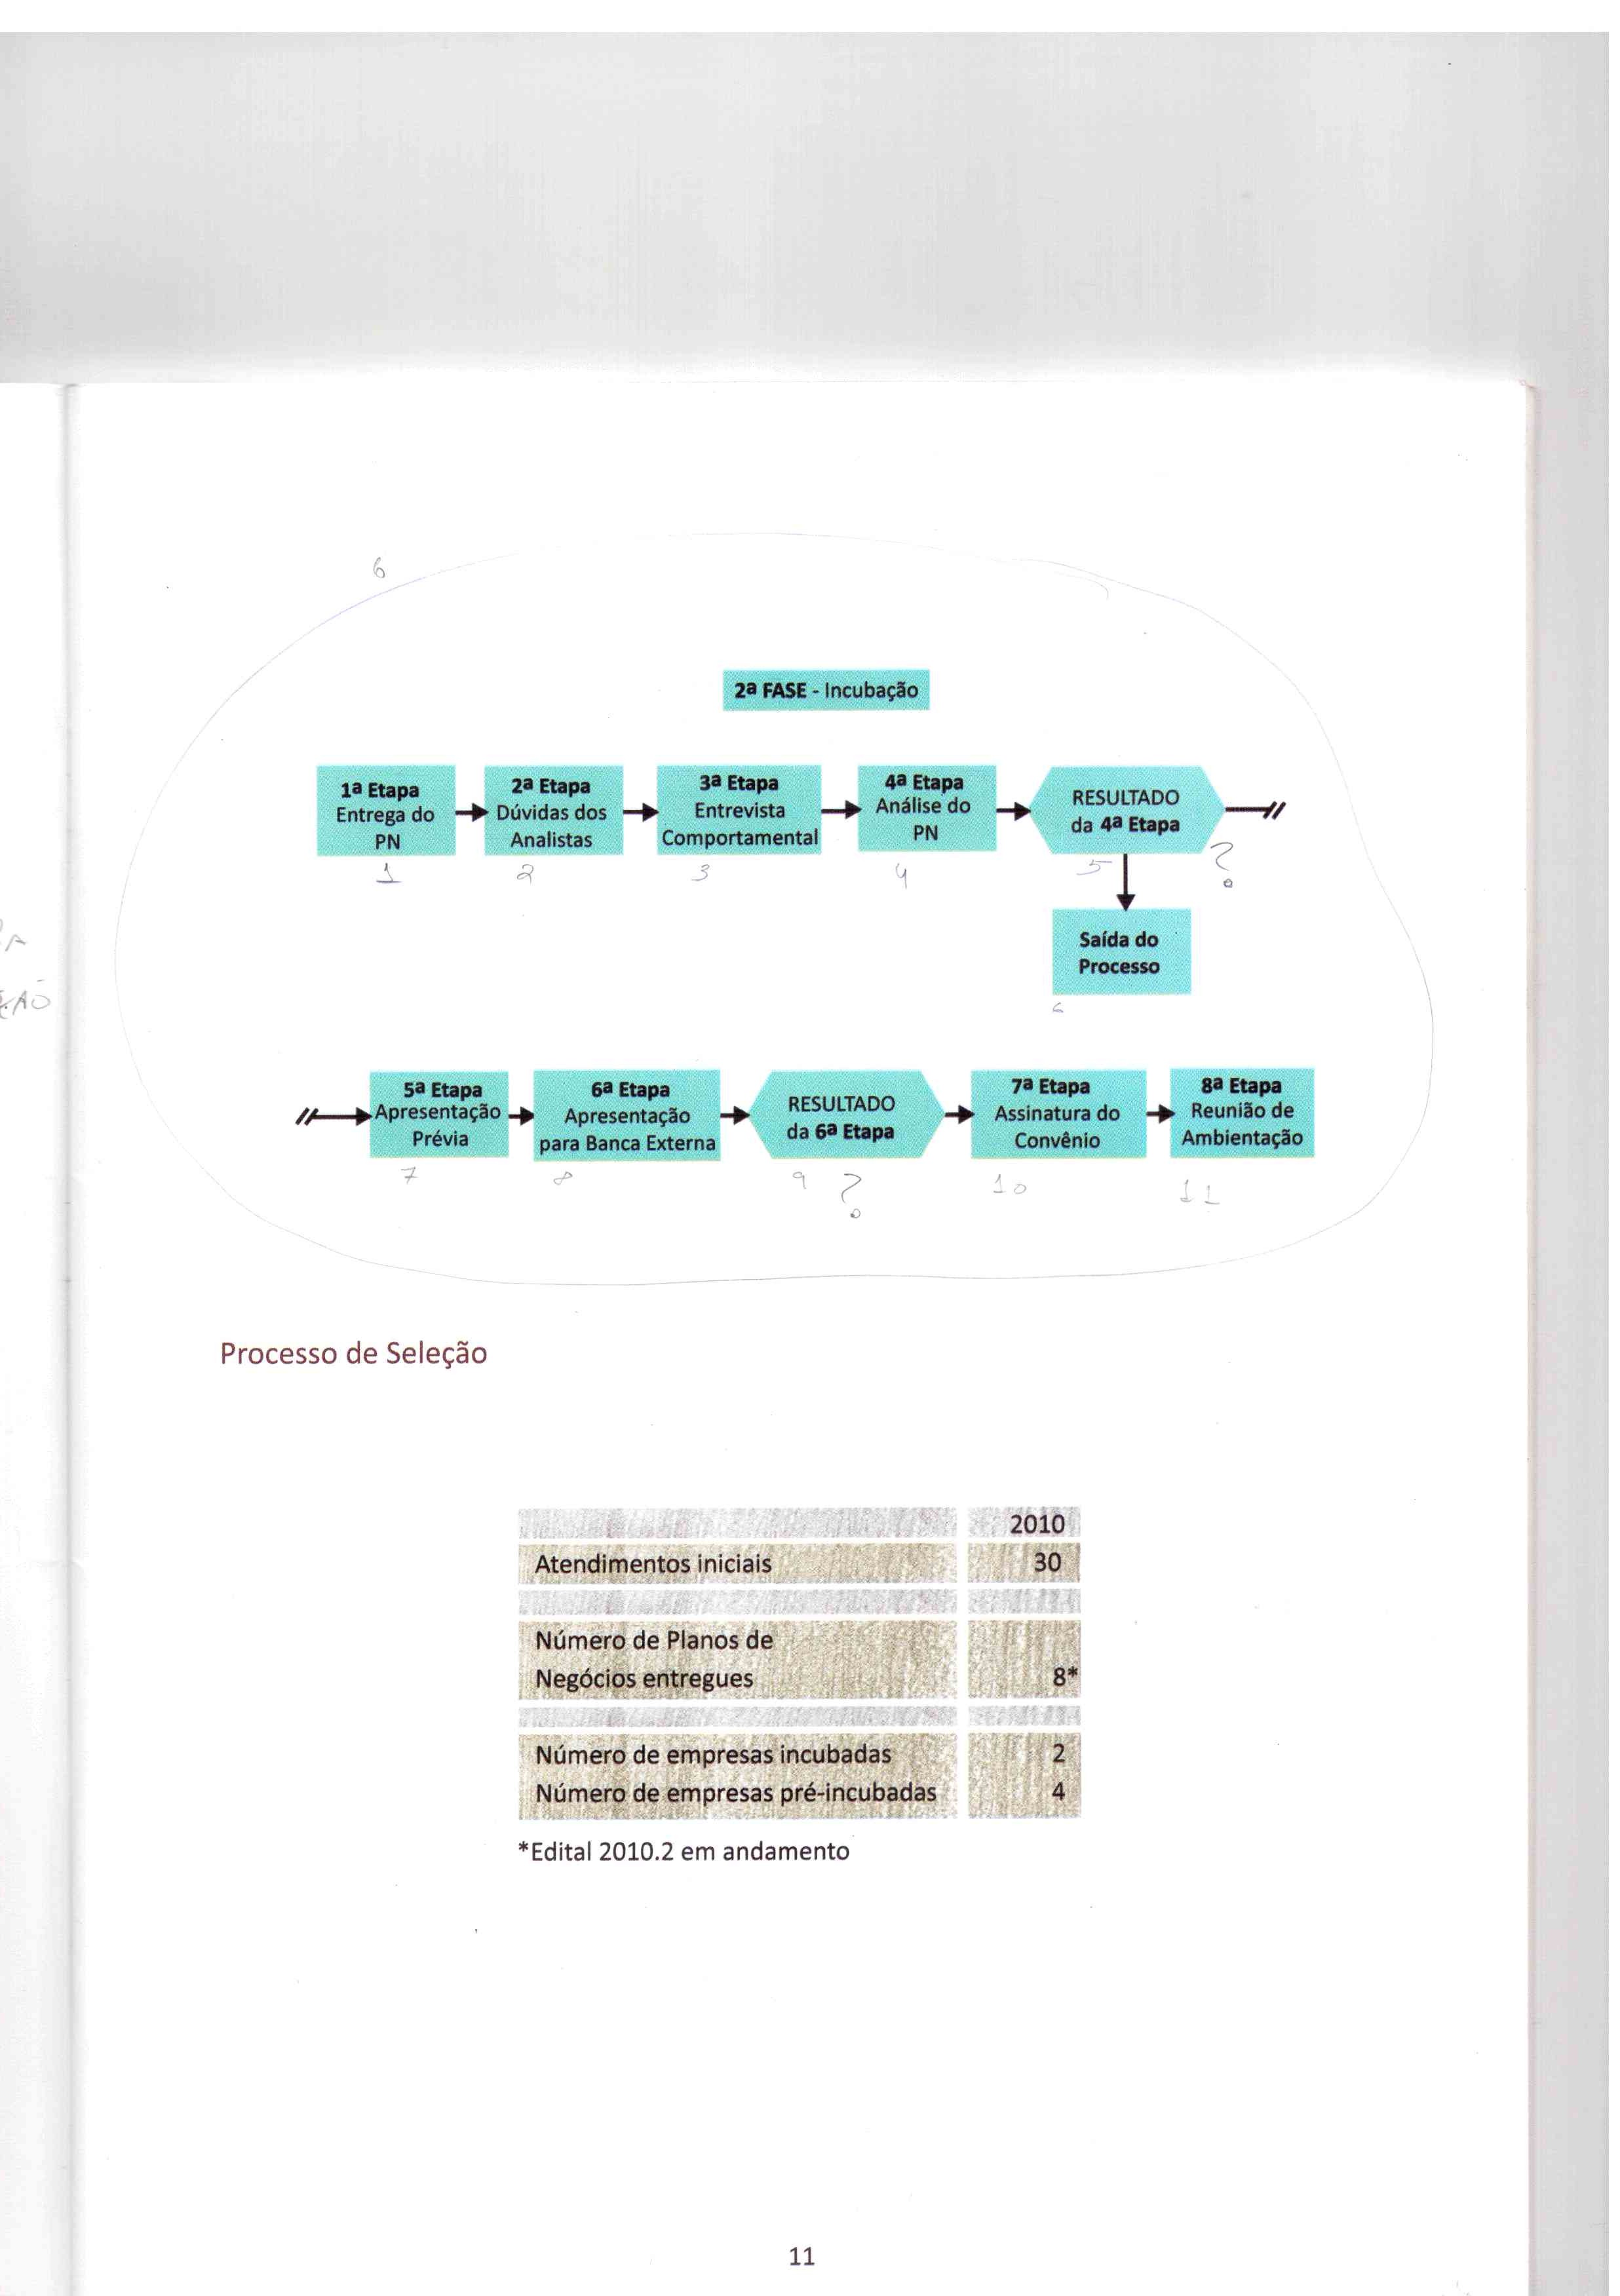 6
2ª FASE - Incubação
1ª Etapa
Entrega do
PN
1
2ª Etapa
Dúvidas dos
Analistas
2
3ª Etapa
Entrevista
Comportamental
3
4ª Etapa
Análise do
PN
4
RESULTADO
da 4ª Etapa
5
?
Saída do
Processo
//
//
5ª Etapa
Apresentação
Prévia
7
6ª Etapa
Apresentação
para Banca Externa
8
RESULTADO
da 6ª Etapa
9 ?
7ª Etapa
Assinatura do
Convênio
10
8ª Etapa
Reunião de
Ambientação
11
Processo de Seleção
2010
Atendimentos iniciais 30
Número de Planos de
Negócios entregues 8*
Número de empresas incubadas 2
Número de empresas pré-incubadas 4
*Edital 2010.2 em andamento
11